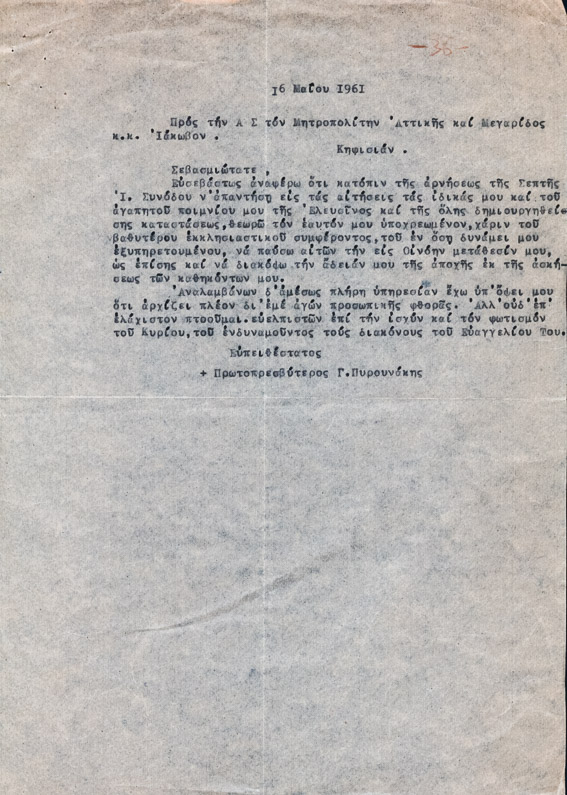 -36-
16 Μαΐου 1961
Πρός τήν Α Σ τόν Μητροπολίτην Ἀττικῆς καί Μεγαρίδος
κ.κ. Ἰάκωβον .
Κηφισιάν .
Σεβασμιώτατε ,
Εὐσεβάστως ἀναφέρω ὅτι κατόπιν τῆς ἀρνήσεως τῆς Σεπτῆς
Ἱ. Συνόδου ν'ἀπαντήσῃ εἰς τάς αἰτήσεις τάς ἰδικάς μου καί τοῦ
ἀγαπητοῦ ποιμνίου μου τῆς Ἐλευσῖνος καί τῆς ὅλης δημιουργηθεί-
σης καταστάσεως,θεωρῶ τόν ἑαυτόν μου ὑποχρεωμένον,χάριν τοῦ
βαθυτέρου ἐκκλησιαστικοῦ συμφέροντος,τοῦ ἐν ὅσῃ δυνάμει μου
ἐξυπηρετουμένου, νά παύσω αἰτῶν τήν εἰς Οἰνόην μετάθεσίν μου,
ὡς ἐπίσης καί νά διακόψω τήν ἄδειάν μου τῆς ἀποχῆς ἐκ τῆς ἀσκή-
σεως τῶν καθηκόντων μου.
Ἀναλαμβάνων δ'ἀμέσως πλήρη ὑπηρεσίαν ἔχω ὑπ'ὄψει μου
ὅτι ἀρχίζει πλέον δι'ἐμέ ἀγών προσωπικῆς φθορᾶς. Ἀλλ'οὐδ'ἐπ'
ἐλάχιστον πτοοῦμαι.εὐελπιστῶν ἐπί τήν ἰσχύν καί τόν φωτισμόν
τοῦ Κυρίου,τοῦ ἐνδυναμοῦντος τούς διακόνους τοῦ Εὐαγγελίου Του.
Εὐπειθέστατος
+ Πρωτοπρεσβύτερος Γ.Πυρουνάκης